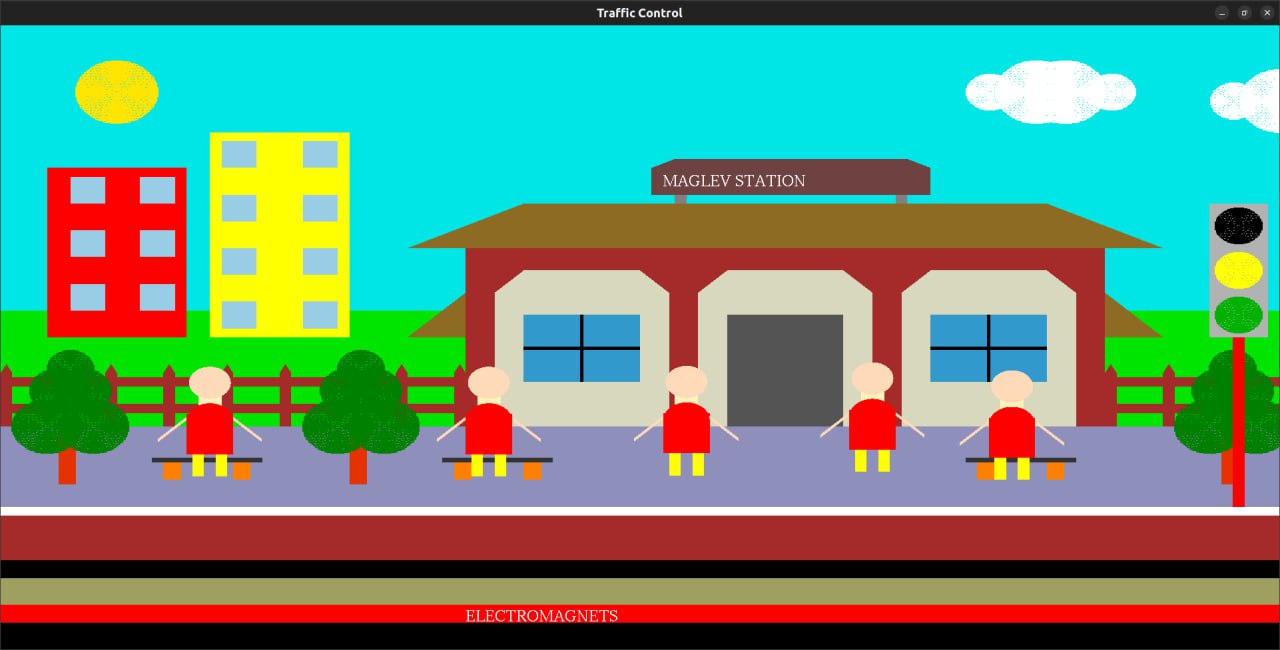 Traffic Control
MAGLEV STATION
ELECTROMAGNETS